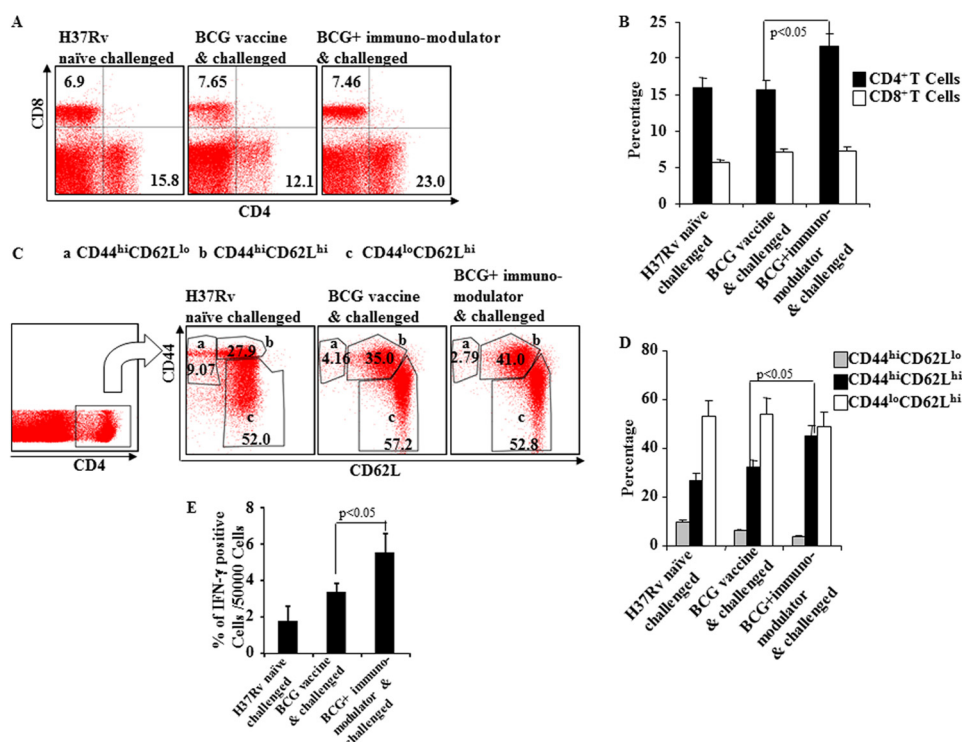 A
H37Rv
naïve challenged
BCG vaccine
& challenged
BCG+ immuno-modulator
& challenged
6.9
7.65
7.46
CD8
15.8
12.1
23.0
CD4
B
p<0.05
25
20
15
10
5
0
Percentage
CD4+T Cells
CD8+T Cells
H37Rv naïve
challenged
BCG vaccine
& challenged
BCG+immuno-
modulator
& challenged
C
a CD44hiCD62Llo b CD44hiCD62Lhi c CD44loCD62Lhi
H37Rv
naïve challenged
BCG vaccine
& challenged
BCG+ immuno-
modulator
& challenged
CD4
CD44
a
b
27.9
9.07
c
52.0
a
b
4.16
35.0
c
57.2
a
b
2.79
41.0
c
52.8
CD62L
D
80
60
40
20
0
Percentage
p<0.05
CD44hiCD62Llo
CD44hiCD62Lhi
CD44loCD62Lhi
H37Rv naïve
challenged
BCG vaccine
& challenged
BCG+immuno-
modulator
& challenged
E
p<0.05
8
6
4
2
0
% of IFN-γ positive
Cells /50000 Cells
H37Rv naïve
challenged
BCG vaccine
& challenged
BCG+ immuno-
modulator &
challenged